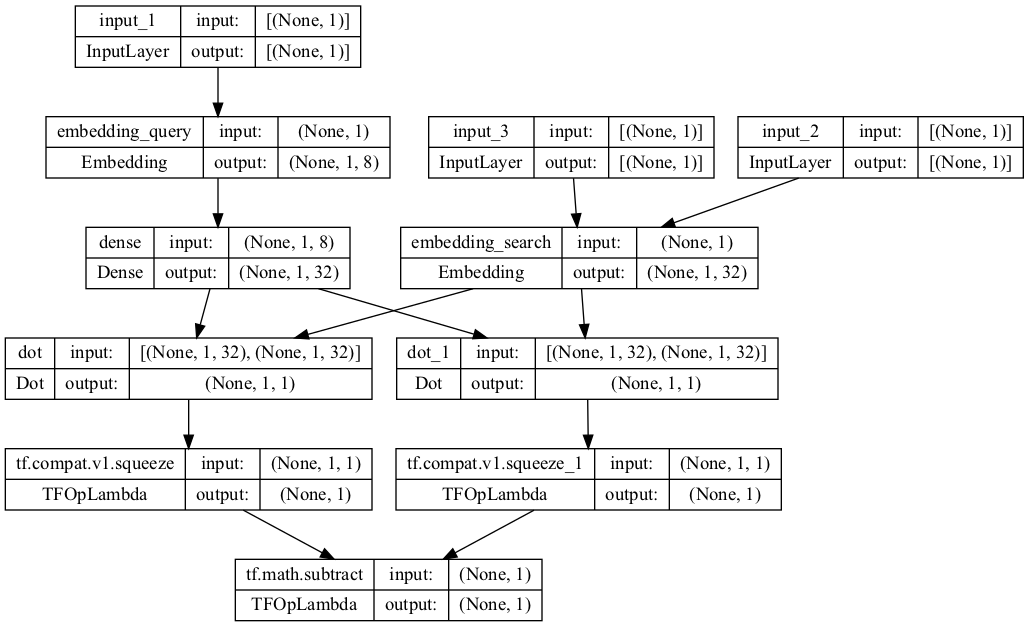 input_1 input: [(None, 1)]
InputLayer output: [(None, 1)]
embedding_query input: (None, 1)
Embedding output: (None, 1, 8)
input_3 input: [(None, 1)]
InputLayer output: [(None, 1)]
input_2 input: [(None, 1)]
InputLayer output: [(None, 1)]
dense input: (None, 1, 8)
Dense output: (None, 1, 32)
embedding_search input: (None, 1)
Embedding output: (None, 1, 32)
dot input: [(None, 1, 32), (None, 1, 32)]
Dot output: (None, 1, 1)
dot_1 input: [(None, 1, 32), (None, 1, 32)]
Dot output: (None, 1, 1)
tf.compat.v1.squeeze input: (None, 1, 1)
TFOpLambda output: (None, 1)
tf.compat.v1.squeeze_1 input: (None, 1, 1)
TFOpLambda output: (None, 1)
tf.math.subtract input: (None, 1)
TFOpLambda output: (None, 1)